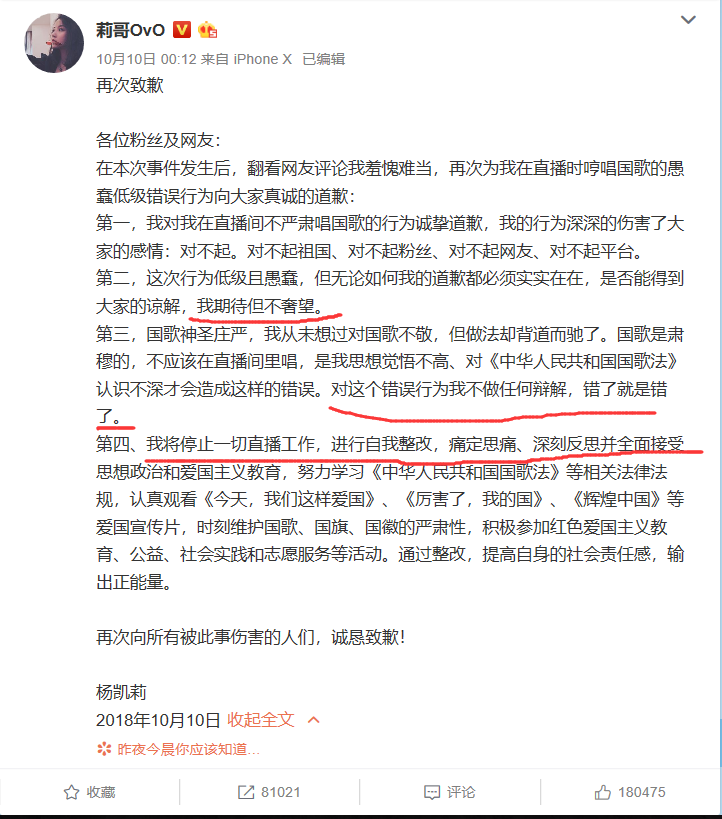 莉哥OvO
10月10日 00:12 来自 iPhone X 已编辑
再次致歉
各位粉丝及网友：
在本次事件发生后，翻看网友评论我羞愧难当，再次为我在直播时哼唱国歌的愚
蠢低级错误行为向大家真诚的道歉：
第一，我对我在直播间不严肃唱国歌的行为诚挚道歉，我的行为深深的伤害了大
家的感情：对不起。对不起祖国、对不起粉丝、对不起网友、对不起平台。
第二，这次行为低级且愚蠢，但无论如何我的道歉都必须实实在在，是否能得到
大家的谅解，我期待但不奢望。
第三，国歌神圣庄严，我从未想过对国歌不敬，但做法却背道而驰了。国歌是肃
穆的，不应该在直播间里唱，是我思想觉悟不高、对《中华人民共和国国歌法》
认识不深才会造成这样的错误。对这个错误行为我不做任何辩解，错了就是错
了。
第四、我将停止一切直播工作，进行自我整改，痛定思痛、深刻反思并全面接受
思想政治和爱国主义教育，努力学习《中华人民共和国国歌法》等相关法律法
规，认真观看《今天，我们这样爱国》、《厉害了，我的国》、《辉煌中国》等
爱国宣传片，时刻维护国歌、国旗、国徽的严肃性，积极参加红色爱国主义教
育、公益、社会实践和志愿服务等活动。通过整改，提高自身的社会责任感，输
出正能量。
再次向所有被此事伤害的人们，诚恳致歉！
杨凯莉
2018年10月10日 收起全文
昨夜今晨你应该知道...
收藏 81021 评论 180475